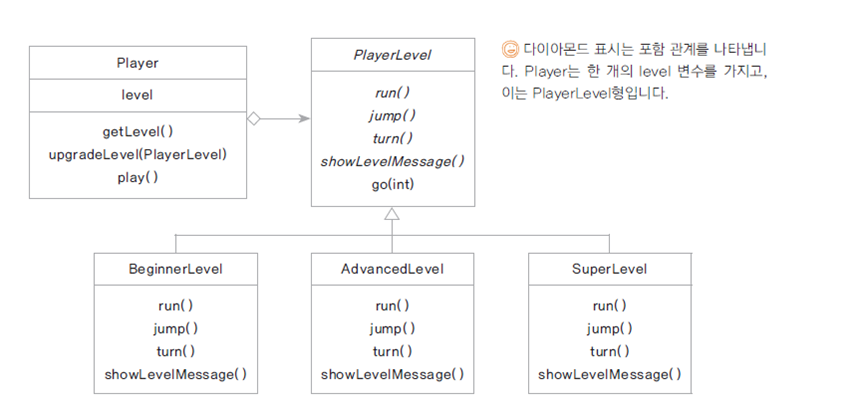 Player
level
getLevel( )
upgradeLevel(PlayerLevel)
play( )
PlayerLevel
run( )
jump( )
turn( )
showLevelMessage( )
go(int)
다이아몬드 표시는 포함 관계를 나타냅니
다. Player는 한 개의 level 변수를 가지고,
이는 PlayerLevel형입니다.
BeginnerLevel
run( )
jump( )
turn( )
showLevelMessage( )
AdvancedLevel
run( )
jump( )
turn( )
showLevelMessage( )
SuperLevel
run( )
jump( )
turn( )
showLevelMessage( )